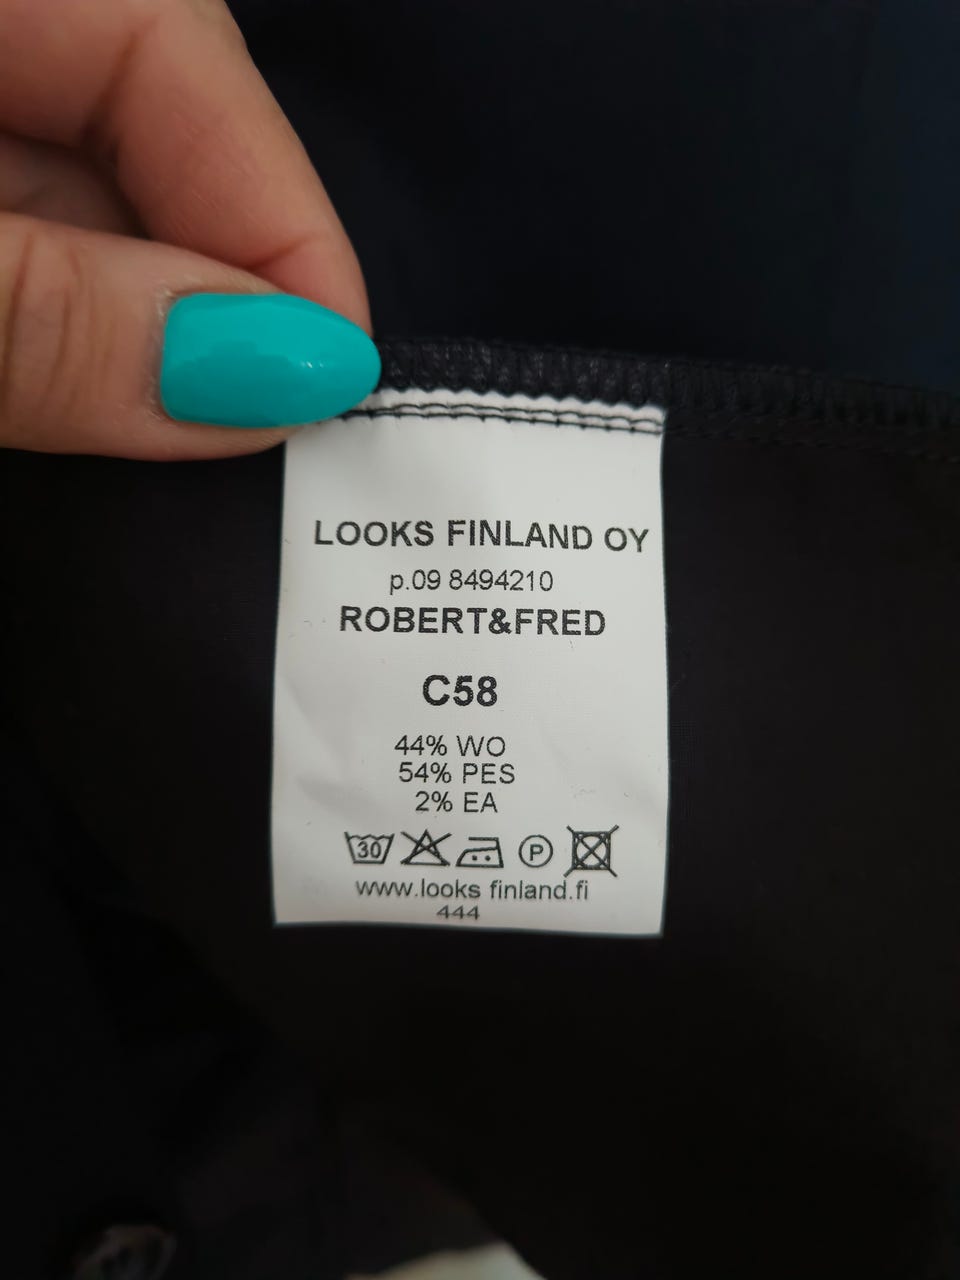 LOOKS FINLAND OY
p.09 8494210
ROBERT&FRED
C58
44% WO
54% PES
2% EA
30 P
www.looks finland.fi
444